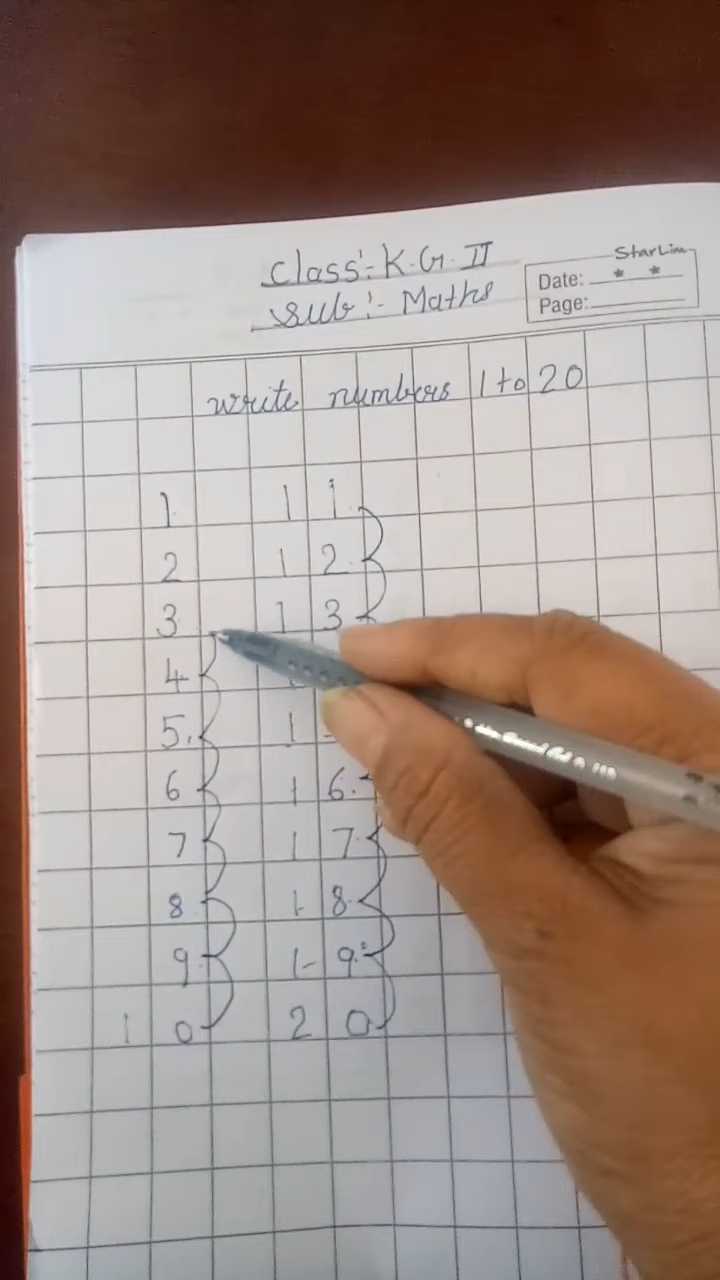 StarLine
Class:- K.G. II
Date:
Sub:- Maths
Page:
write numbers 1 to 20
1 11
2 12
3 13
4
5. 1
6 16.
7 17.
8 18.
9 19.
10 20